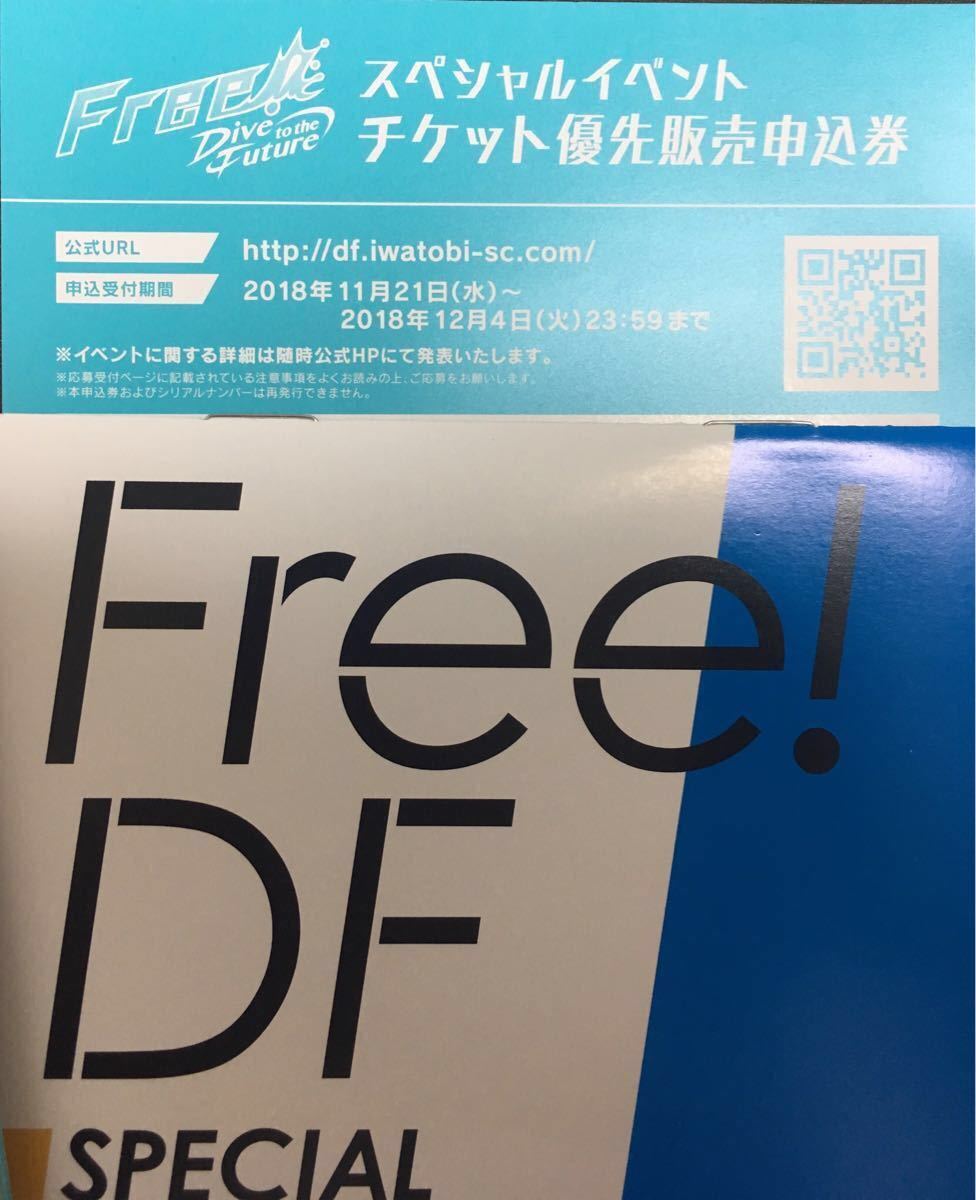 Free!
Dive to the Future
スペシャルイベント
チケット優先販売申込券
公式URL
http://df.iwatobi-sc.com/
申込受付期間
2018年11月21日(水)～
2018年12月4日(火)23:59まで
※イベントに関する詳細は随時公式HPにて発表いたします。
※応募受付ページに記載されている注意事項をよくお読みの上、ご応募をお願いします。
※本申込券およびシリアルナンバーは再発行できません。
Free!
DF
SPECIAL